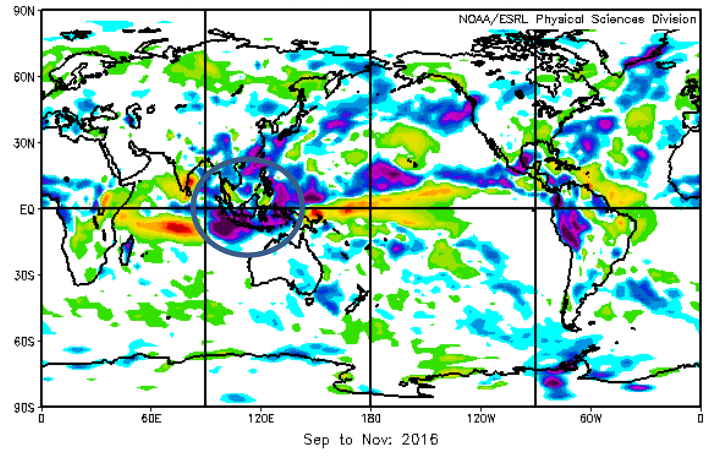 NOAA/ESRL Physical Sciences Division
90N
60N
30N
EQ
30S
60S
90S
0 60E 120E 180 120W 60W 0
Sep to Nov: 2016